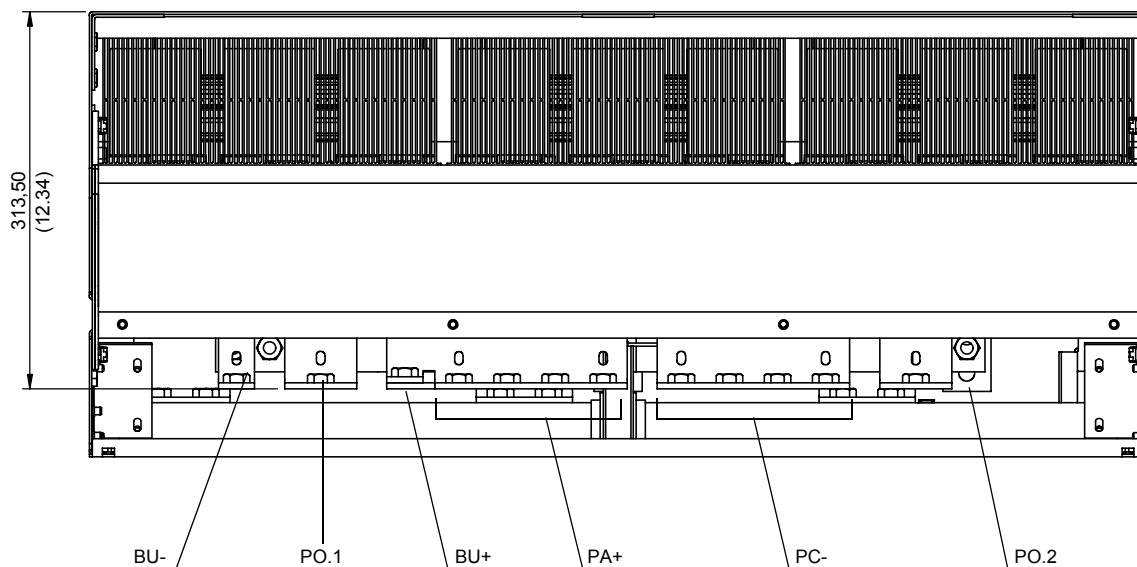 313,50
(12.34)
BU-
PO.1
BU+
PA+
PC-
PO.2